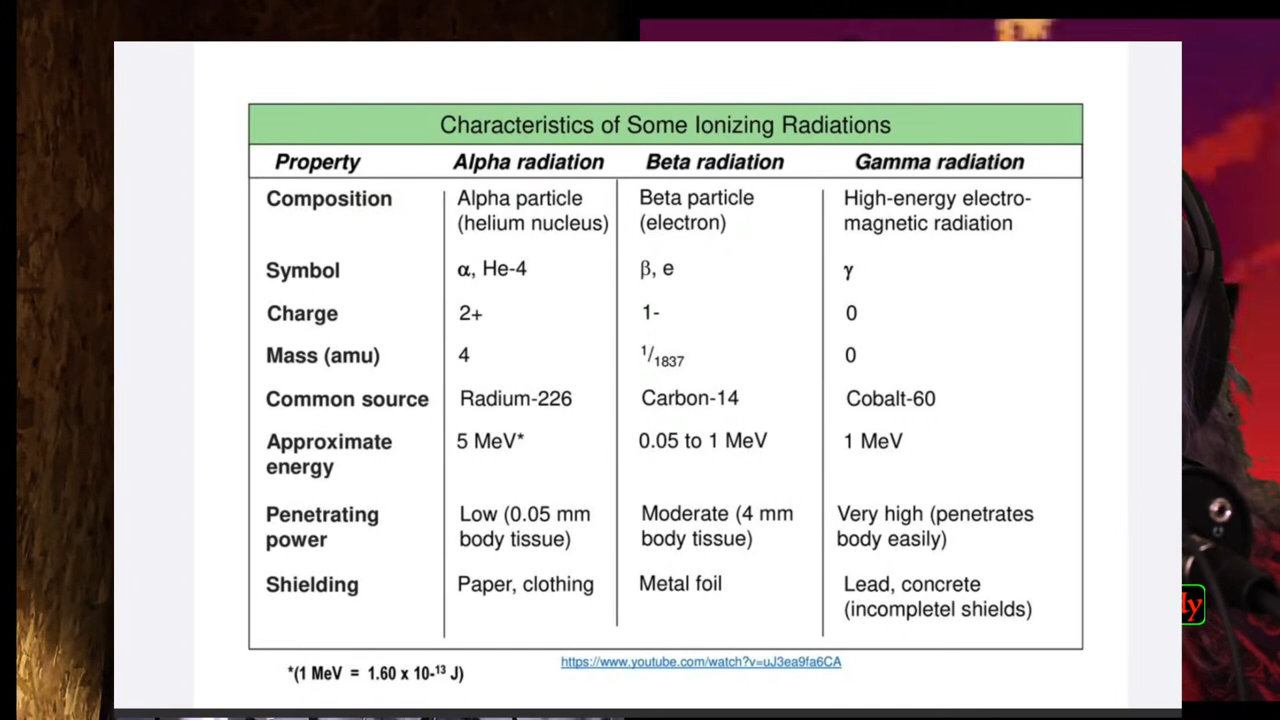 Characteristics of Some Ionizing Radiations
Property Alpha radiation Beta radiation Gamma radiation
Composition Alpha particle Beta particle High-energy electro-
(helium nucleus) (electron) magnetic radiation
Symbol α, He-4 β, e γ
Charge 2+ 1- 0
Mass (amu) 4 1/1837 0
Common source Radium-226 Carbon-14 Cobalt-60
Approximate 5 MeV* 0.05 to 1 MeV 1 MeV
energy
Penetrating Low (0.05 mm Moderate (4 mm Very high (penetrates
power body tissue) body tissue) body easily)
Shielding Paper, clothing Metal foil Lead, concrete
(incompletel shields)
https://www.youtube.com/watch?v=uJ3ea9fa6CA
*(1 MeV = 1.60 x 10-¹³ J)